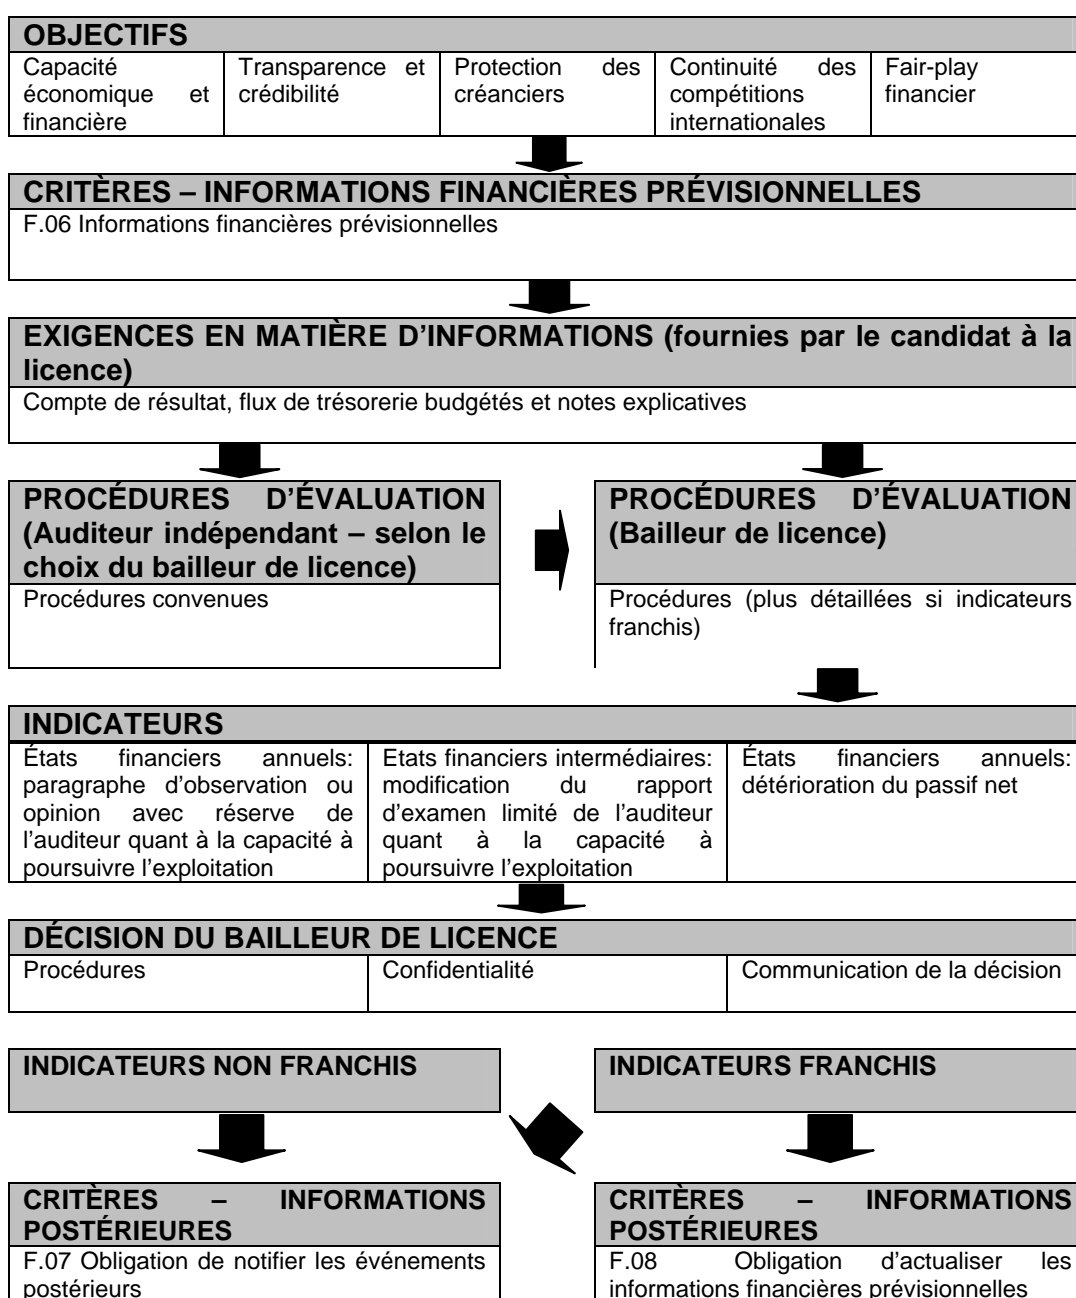 OBJECTIFS
Capacité économique et financière
Transparence et crédibilité
Protection des créanciers
Continuité des compétitions internationales
Fair-play financier
CRITÈRES – INFORMATIONS FINANCIÈRES PRÉVISIONNELLES
F.06 Informations financières prévisionnelles
EXIGENCES EN MATIÈRE D'INFORMATIONS (fournies par le candidat à la
licence)
Compte de résultat, flux de trésorerie budgétés et notes explicatives
PROCÉDURES D'ÉVALUATION
(Auditeur indépendant – selon le
choix du bailleur de licence)
Procédures convenues
PROCÉDURES D'ÉVALUATION
(Bailleur de licence)
Procédures (plus détaillées si indicateurs
franchis)
INDICATEURS
États financiers annuels:
paragraphe d'observation ou
opinion avec réserve de
l'auditeur quant à la capacité à
poursuivre l'exploitation
Etats financiers intermédiaires:
modification du rapport
d'examen limité de l'auditeur
quant à la capacité à
poursuivre l'exploitation
États financiers annuels:
détérioration du passif net
DÉCISION DU BAILLEUR DE LICENCE
Procédures
Confidentialité
Communication de la décision
INDICATEURS NON FRANCHIS
INDICATEURS FRANCHIS
CRITÈRES – INFORMATIONS
POSTÉRIEURES
F.07 Obligation de notifier les événements
postérieurs
CRITÈRES – INFORMATIONS
POSTÉRIEURES
F.08 Obligation d'actualiser les
informations financières prévisionnelles